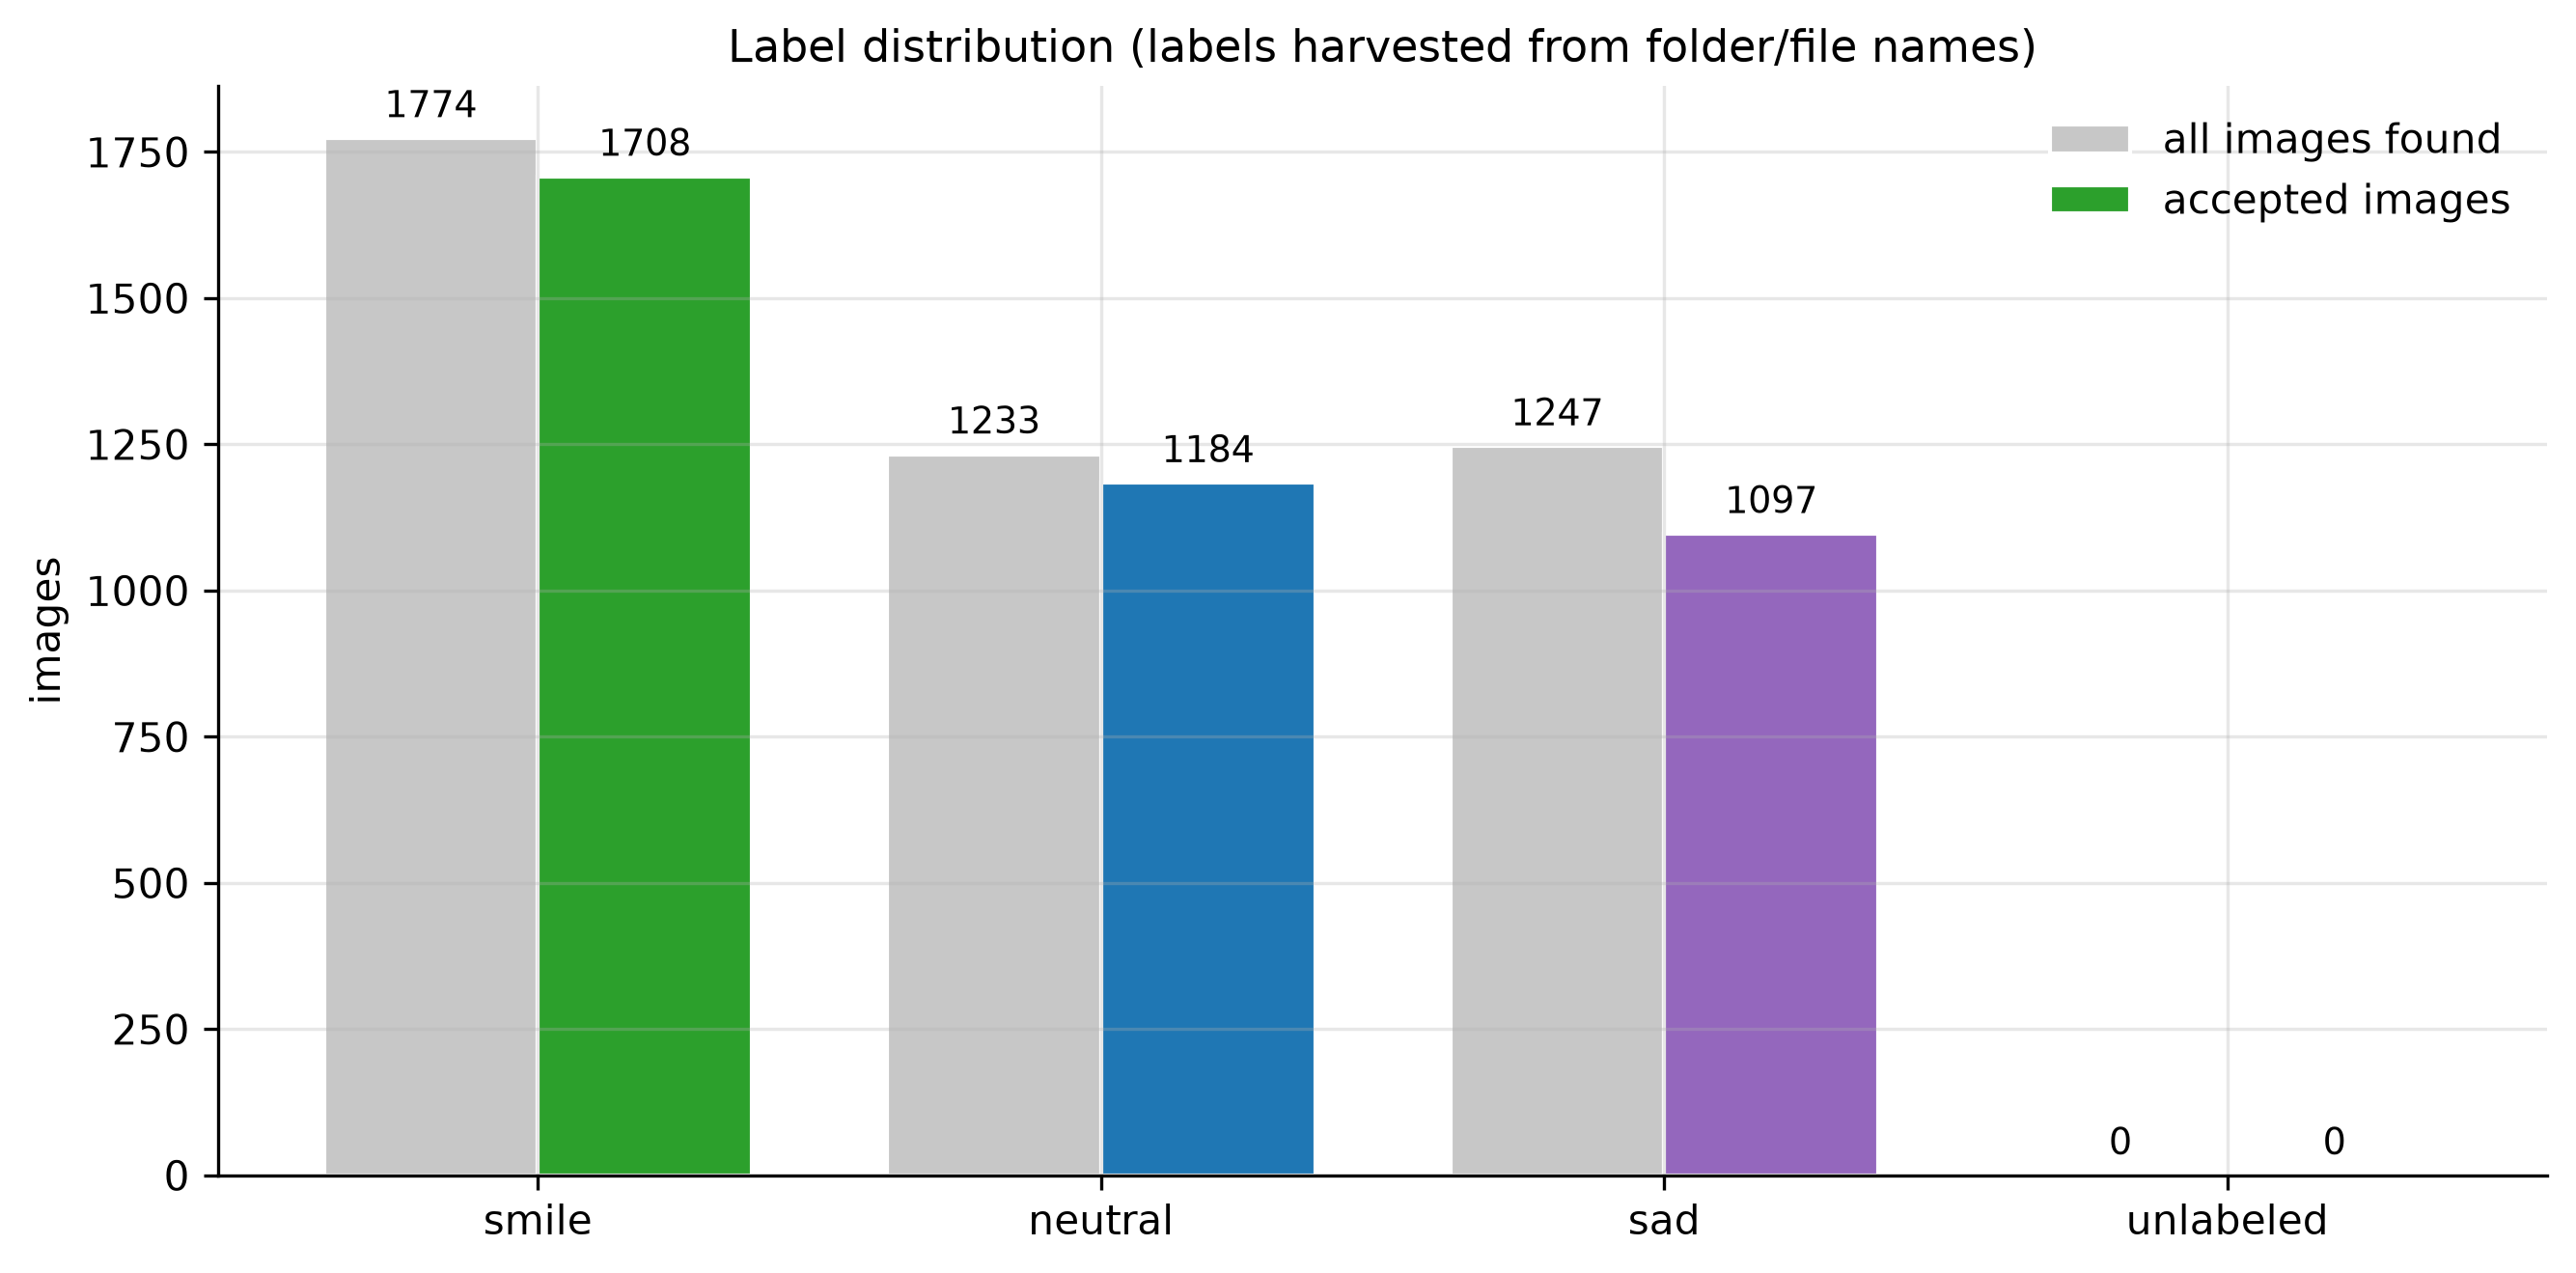 Label distribution (labels harvested from folder/file names)
all images found
accepted images
images
1750
1500
1250
1000
750
500
250
0
1774
1708
1233
1184
1247
1097
0
0
smile
neutral
sad
unlabeled